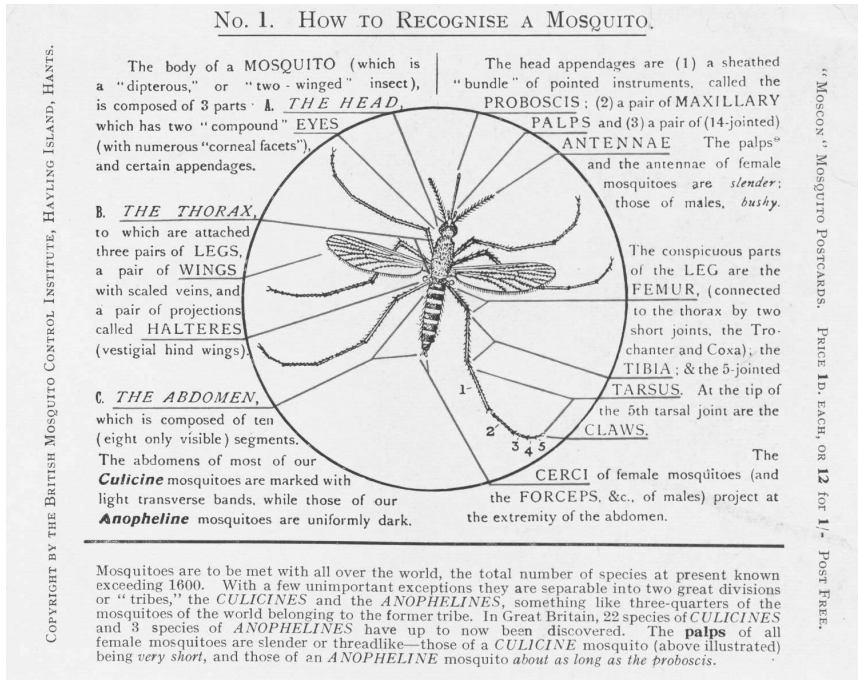 No. 1. How to Recognise a Mosquito.
The body of a MOSQUITO (which is
a "dipterous," or "two-winged" insect),
is composed of 3 parts · A. THE HEAD,
which has two "compound" EYES
(with numerous "corneal facets"),
and certain appendages.
B. THE THORAX,
to which are attached
three pairs of LEGS,
a pair of WINGS
with scaled veins, and
a pair of projections
called HALTERES
(vestigial hind wings).
C. THE ABDOMEN,
which is composed of ten
(eight only visible) segments.
The abdomens of most of our
Culicine mosquitoes are marked with
light transverse bands, while those of our
Anopheline mosquitoes are uniformly dark.
The head appendages are (1) a sheathed
"bundle" of pointed instruments, called the
PROBOSCIS; (2) a pair of MAXILLARY
PALPS and (3) a pair of (14-jointed)
ANTENNAE The palps
and the antennae of female
mosquitoes are slender;
those of males, bushy.
The conspicuous parts
of the LEG are the
FEMUR, (connected
to the thorax by two
short joints, the Tro-
chanter and Coxa); the
TIBIA; & the 5-jointed
TARSUS. At the tip of
the 5th tarsal joint are the
CLAWS.
The
CERCI of female mosquitoes (and
the FORCEPS, &c., of males) project at
the extremity of the abdomen.
1
2
3 4 5
Mosquitoes are to be met with all over the world, the total number of species at present known
exceeding 1600. With a few unimportant exceptions they are separable into two great divisions
or "tribes," the CULICINES and the ANOPHELINES, something like three-quarters of the
mosquitoes of the world belonging to the former tribe. In Great Britain, 22 species of CULICINES
and 3 species of ANOPHELINES have up to now been discovered. The palps of all
female mosquitoes are slender or threadlike—those of a CULICINE mosquito (above illustrated)
being very short, and those of an ANOPHELINE mosquito about as long as the proboscis.
Copyright by the British Mosquito Control Institute, Hayling Island, Hants.
"Moscon" Mosquito Postcards. Price 1d. each, or 12 for 1/- Post Free.